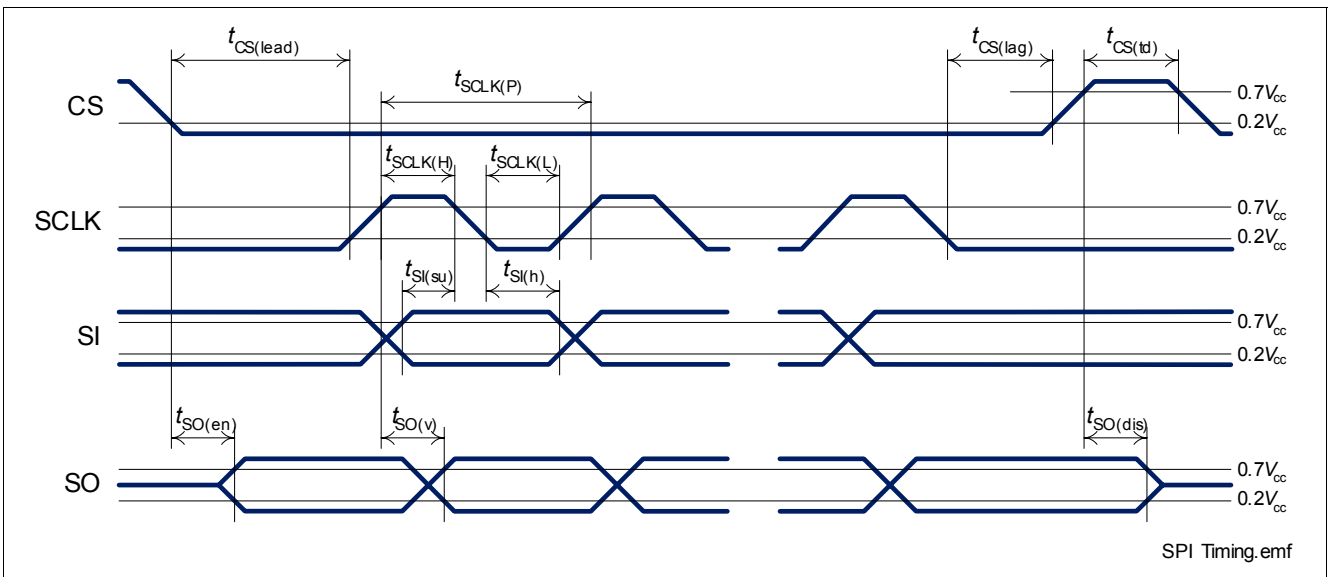 tCS(lead)
tCS(lag)
tCS(td)
tSCLK(P)
CS
0.7Vcc
0.2Vcc
tSCLK(H)
tSCLK(L)
SCLK
0.7Vcc
0.2Vcc
tSI(su)
tSI(h)
SI
0.7Vcc
0.2Vcc
tSO(en)
tSO(v)
tSO(dis)
SO
0.7Vcc
0.2Vcc
SPI Timing.emf